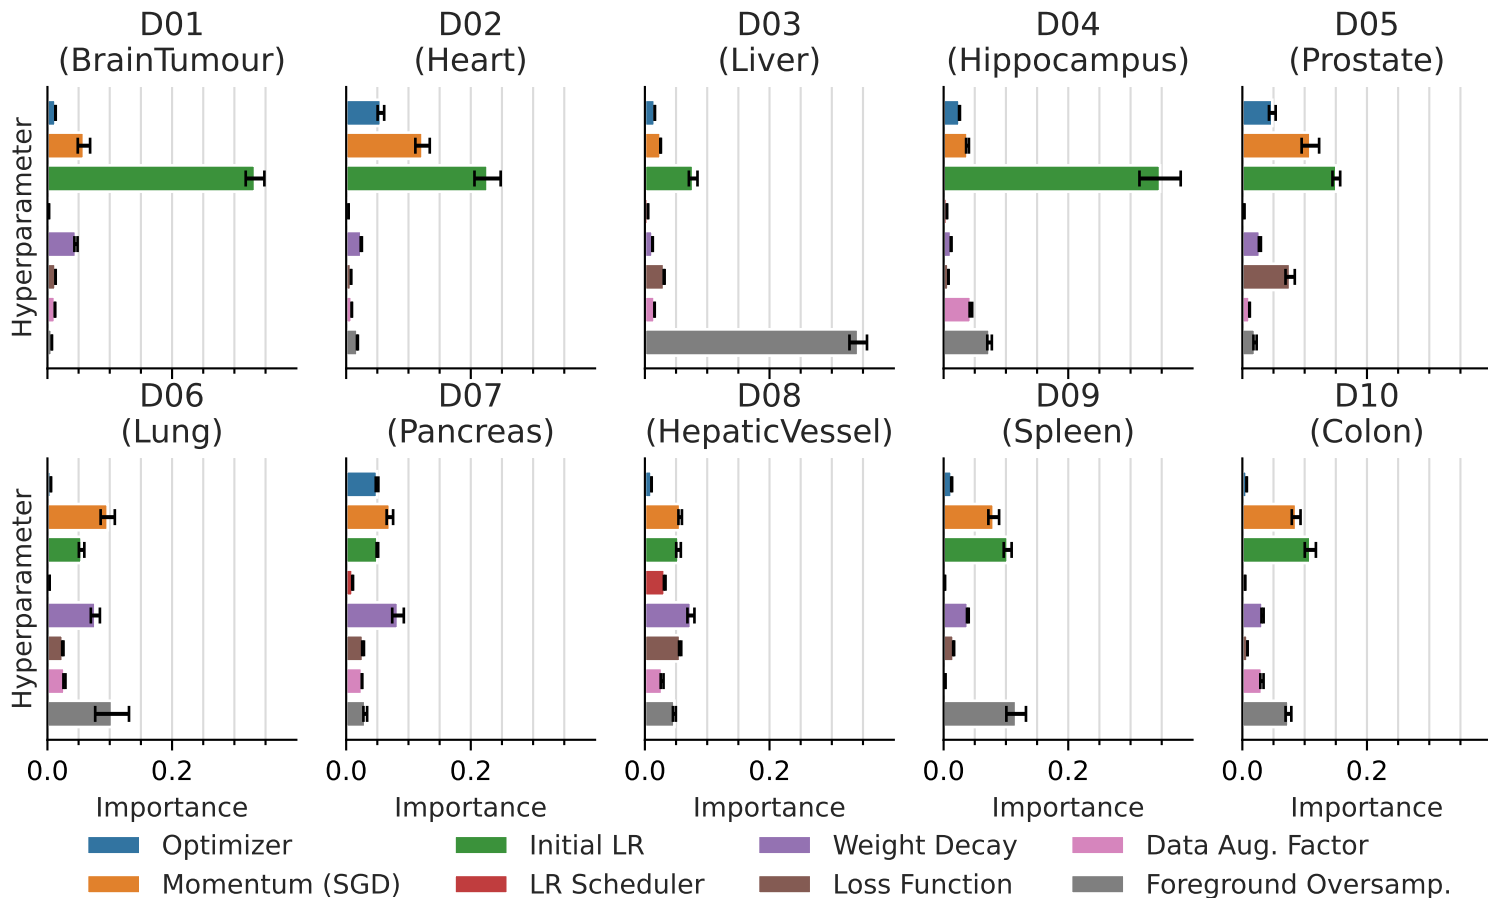 D01 D02 D03 D04 D05
(BrainTumour) (Heart) (Liver) (Hippocampus) (Prostate)
Hyperparameter
D06 D07 D08 D09 D10
(Lung) (Pancreas) (HepaticVessel) (Spleen) (Colon)
Hyperparameter
0.0 0.2 0.0 0.2 0.0 0.2 0.0 0.2 0.0 0.2
Importance Importance Importance Importance Importance
Optimizer Initial LR Weight Decay Data Aug. Factor
Momentum (SGD) LR Scheduler Loss Function Foreground Oversamp.